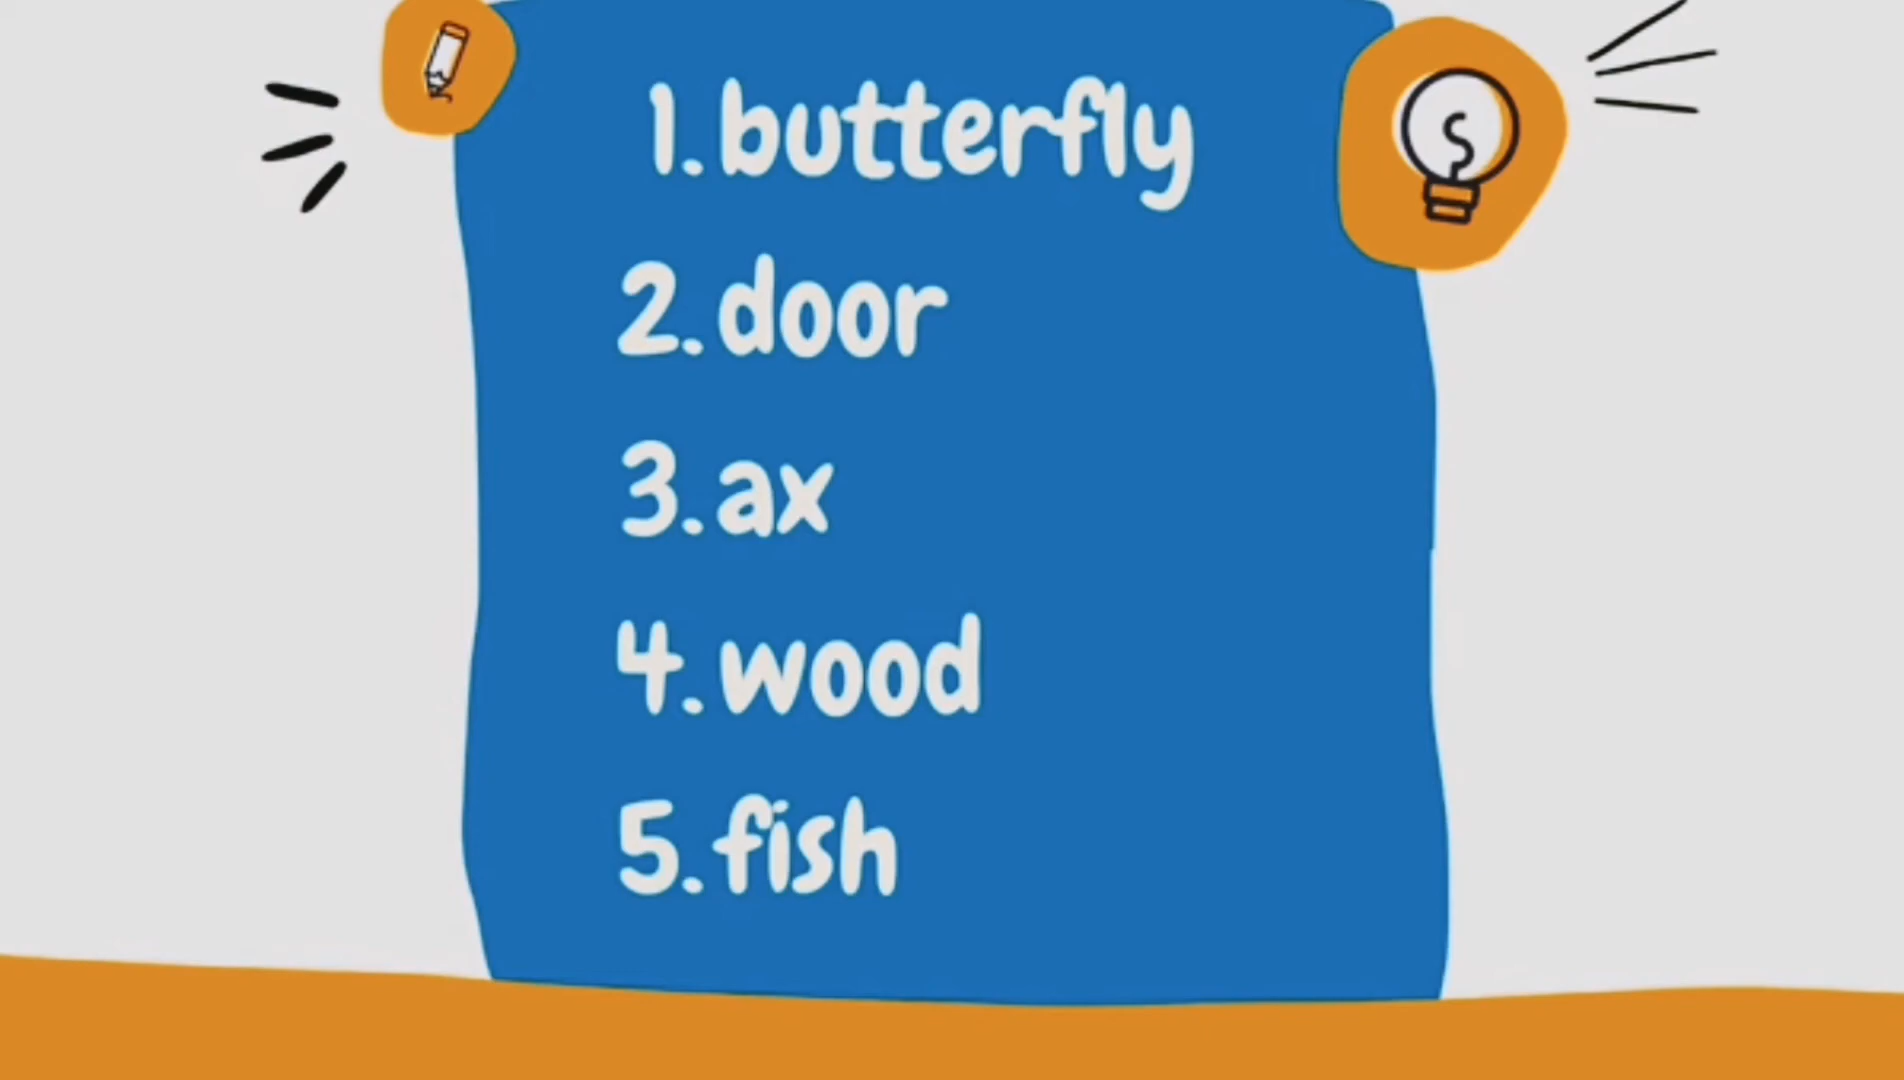 1. butterfly
2. door
3. ax
4. wood
5. fish